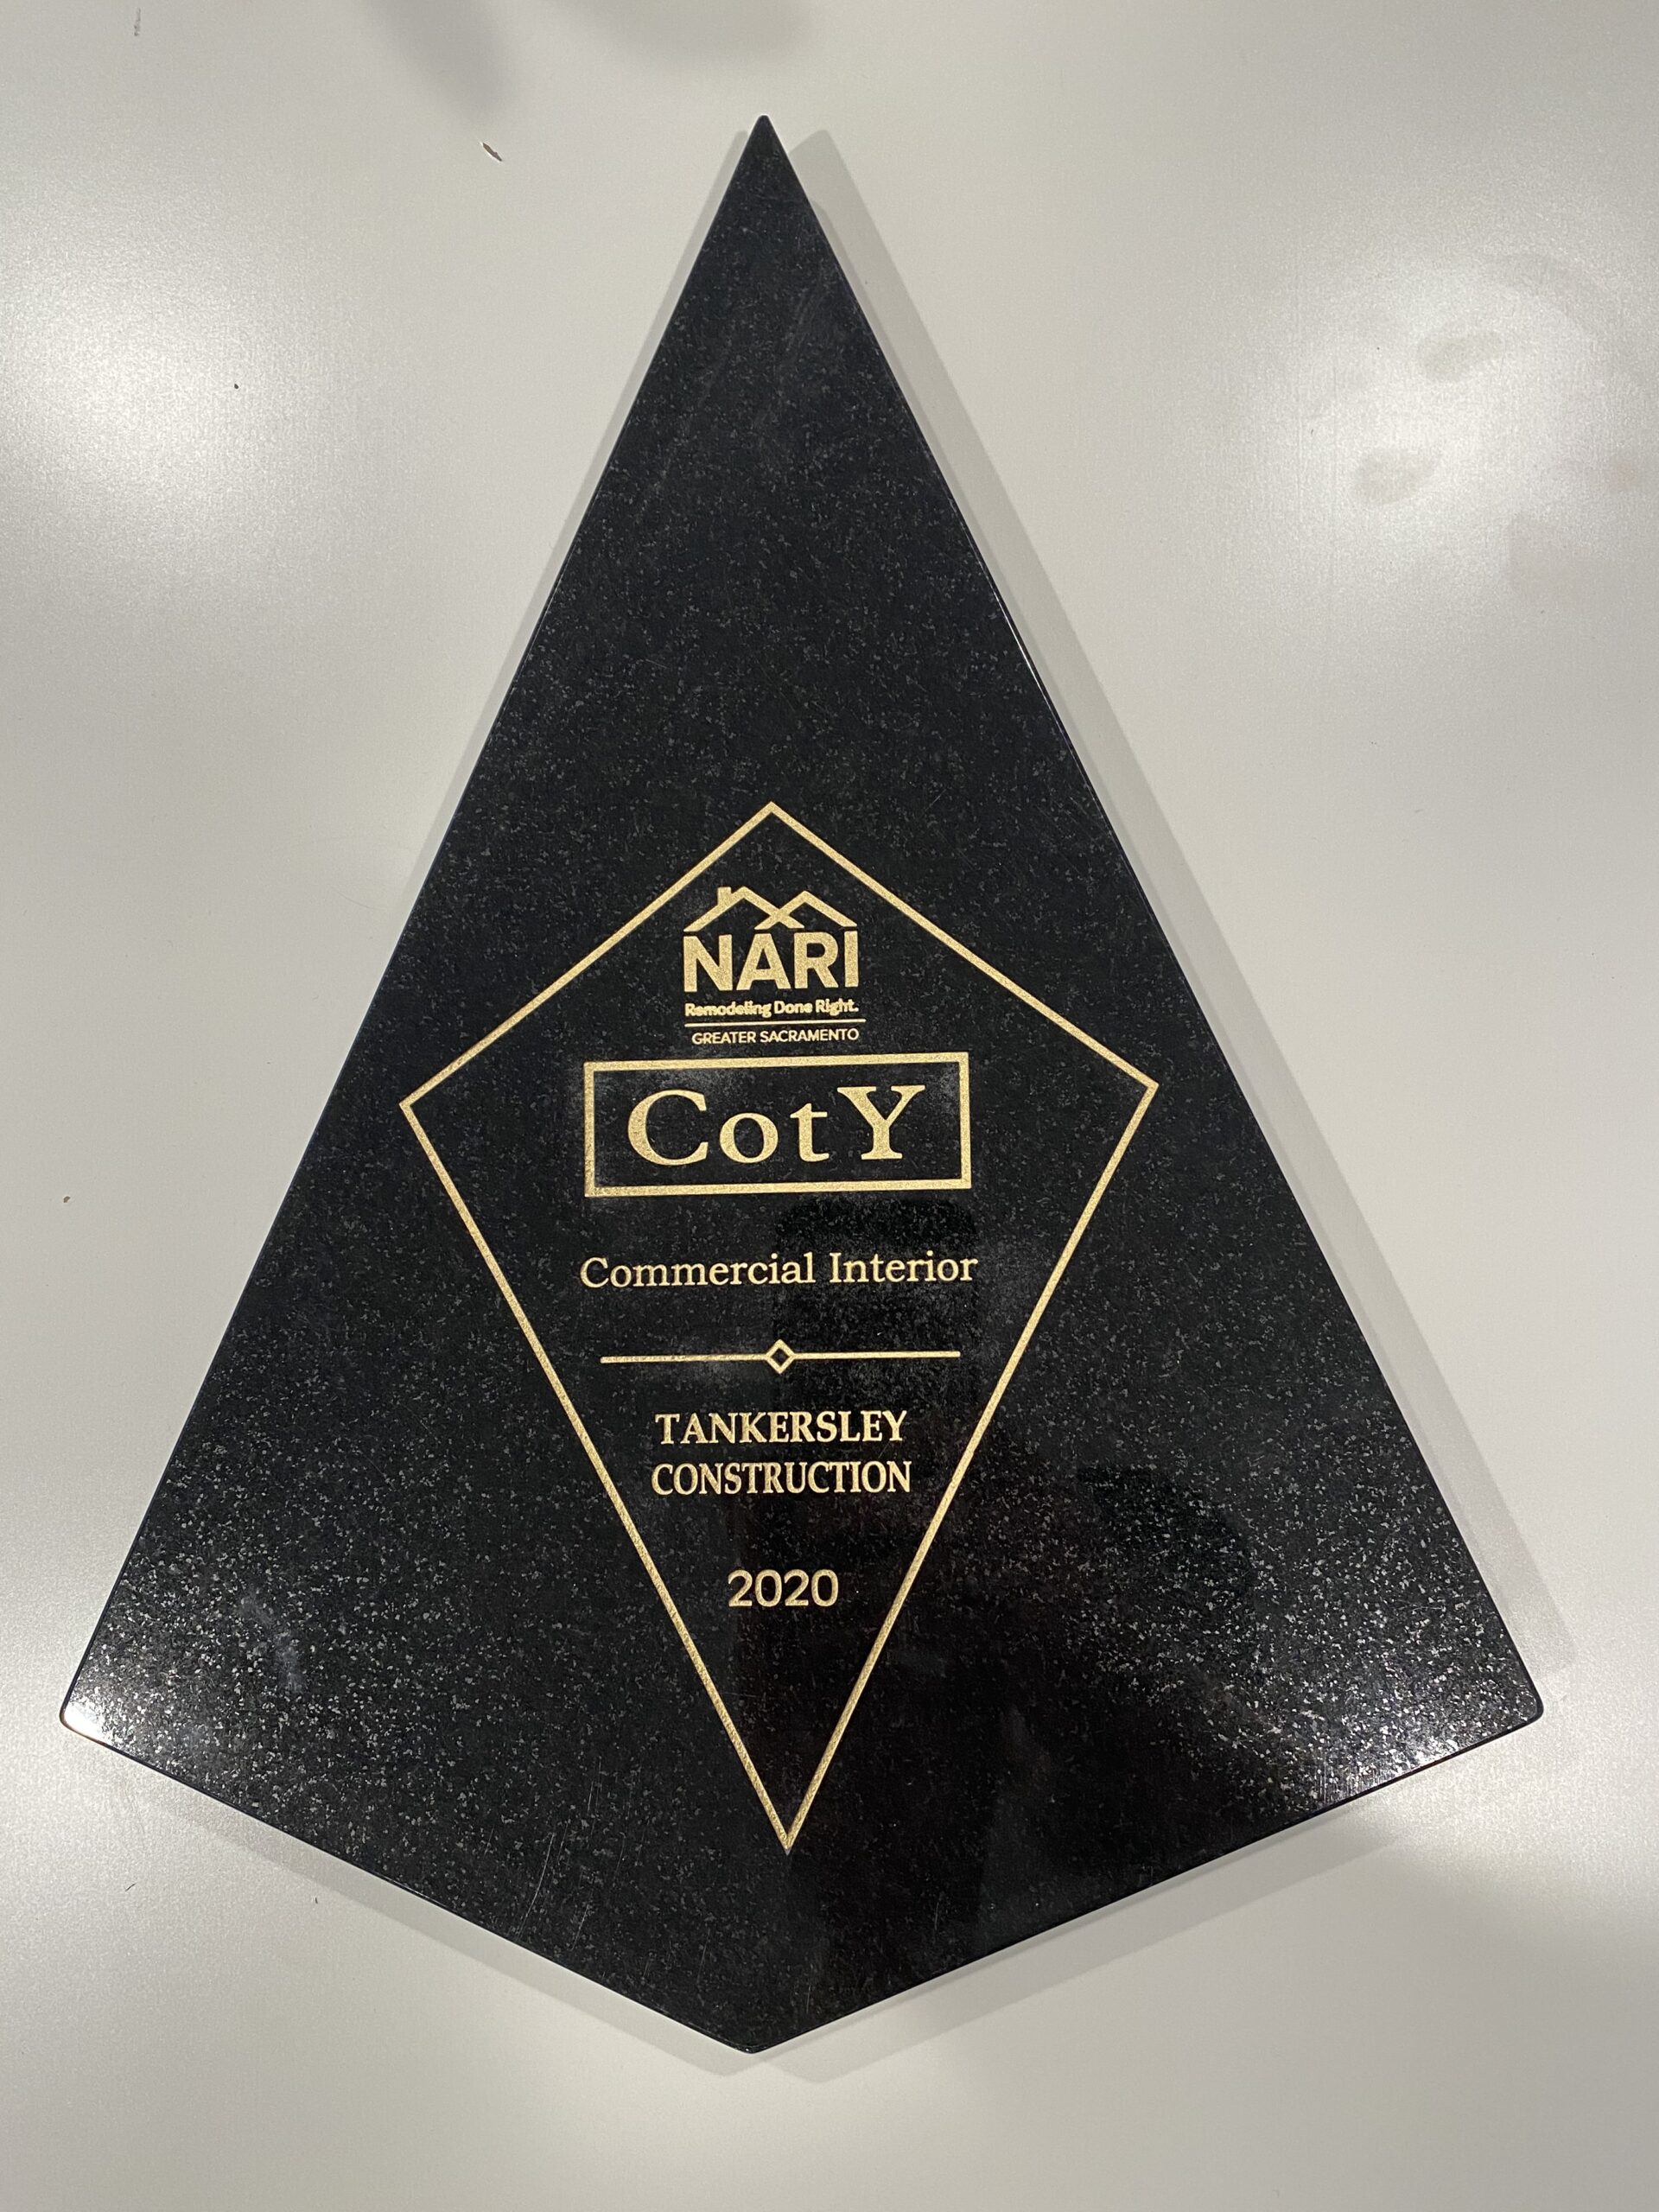 NARI
Remodeling Done Right.
GREATER SACRAMENTO
CotY
Commercial Interior
TANKERSLEY
CONSTRUCTION
2020